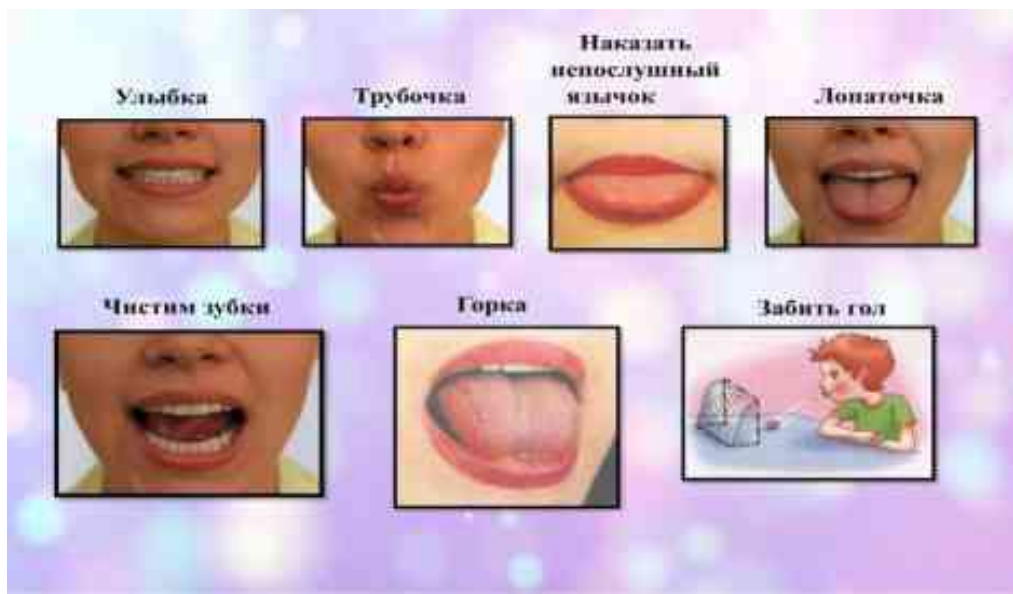 Улыбка
Трубочка
Наказать
непослушный
язычок
Лопаточка
Чистим зубки
Горка
Забить гол